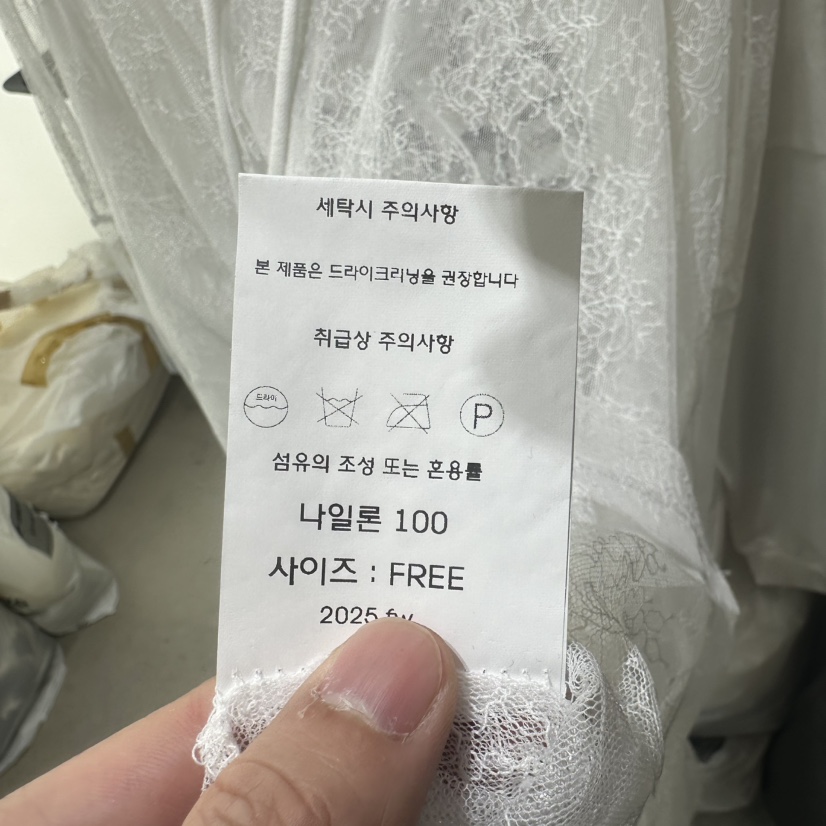 세탁시 주의사항
본 제품은 드라이크리닝을 권장합니다
취급상 주의사항
드라이 P
섬유의 조성 또는 혼용률
나일론 100
사이즈 : FREE
2025